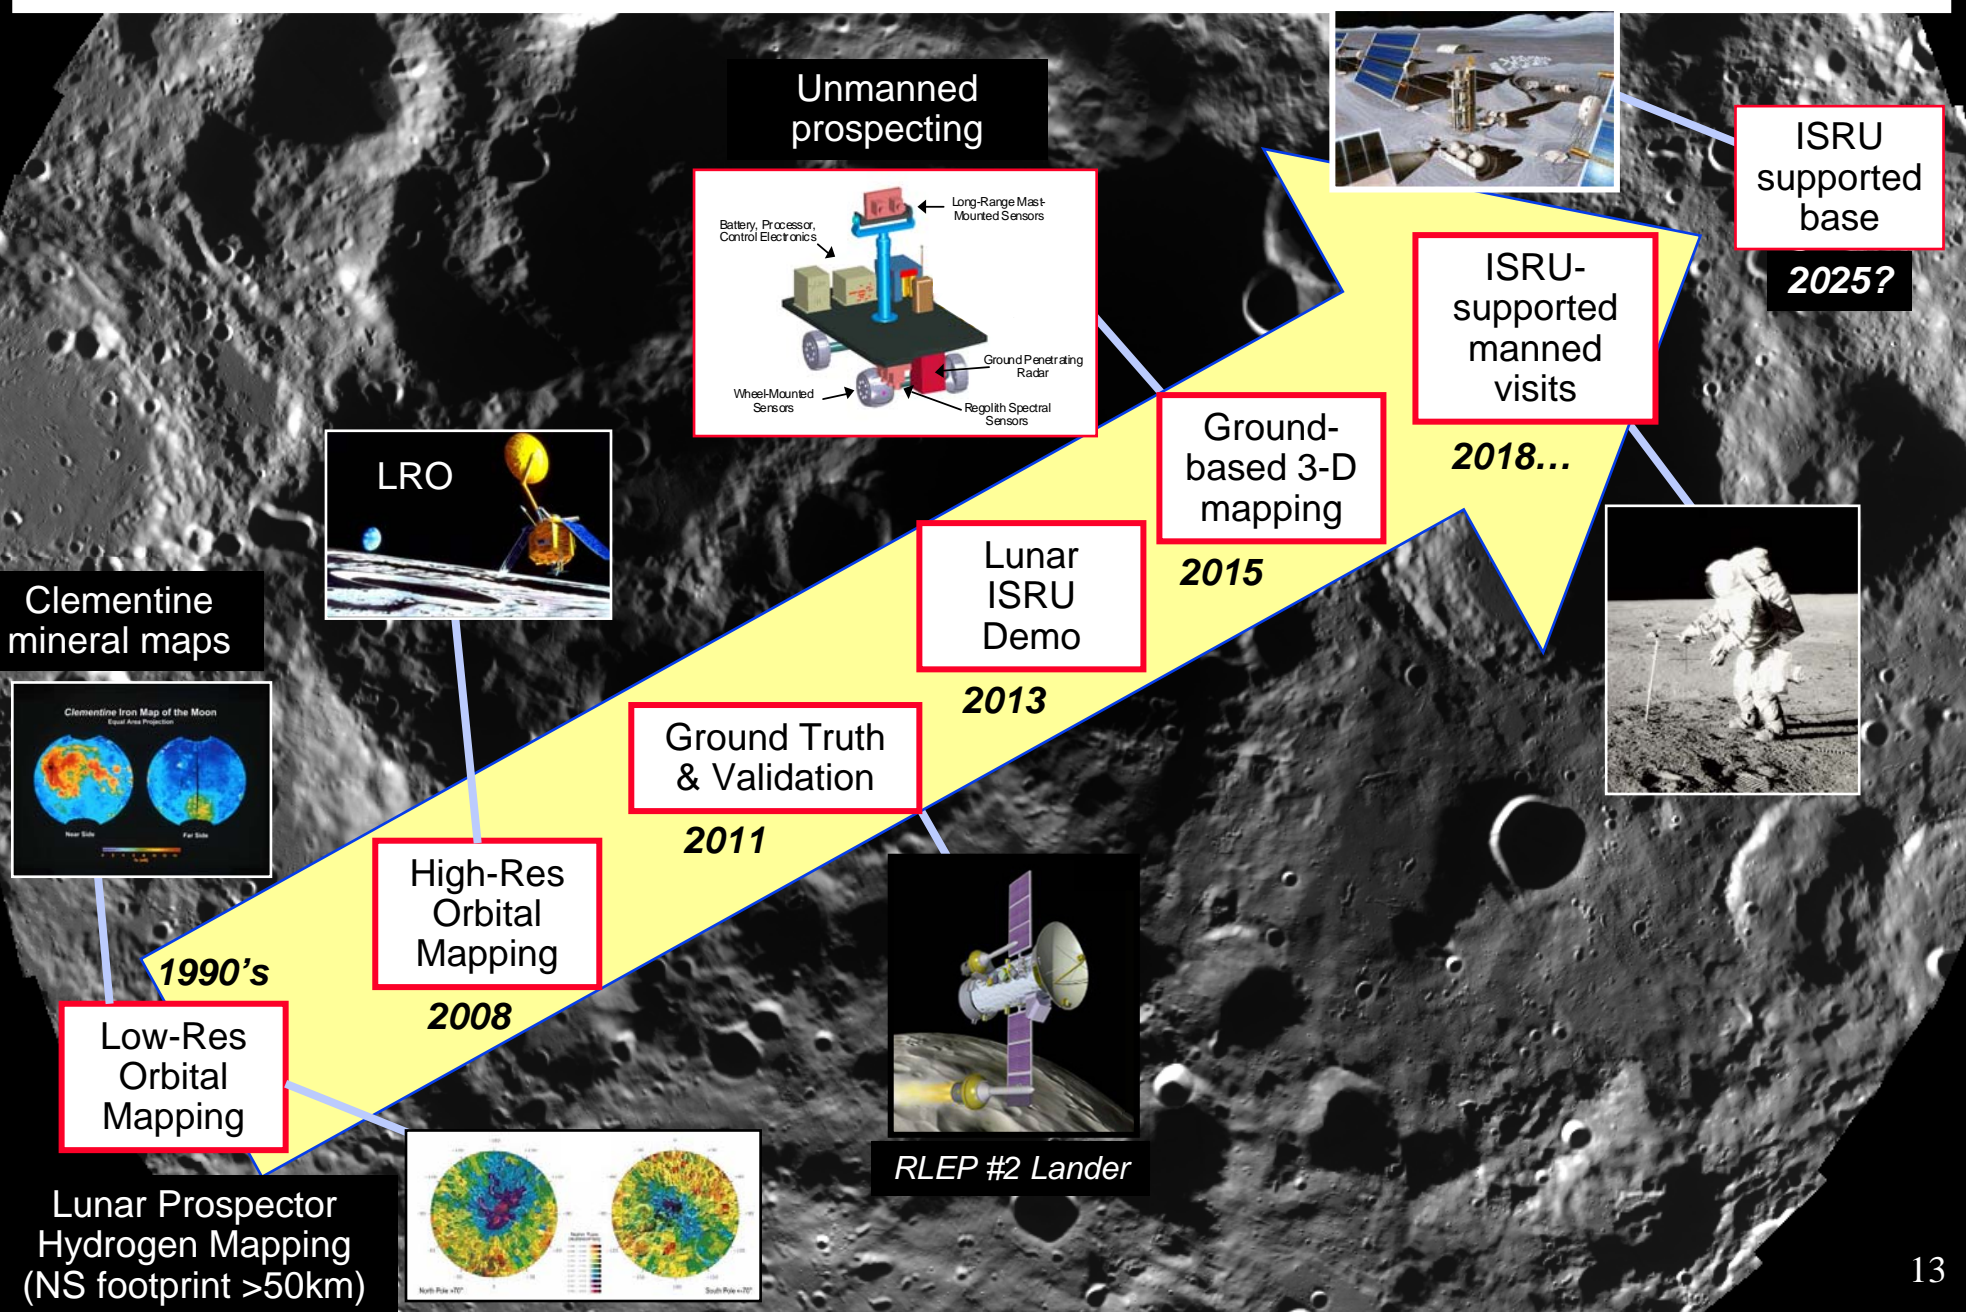 Unmanned
prospecting
Long-Range Mast-
Mounted Sensors
Battery, Processor,
Control Electronics
Ground Penetrating
Radar
Wheel-Mounted
Sensors
Regolith Spectral
Sensors
ISRU
supported
base
2025?
ISRU-
supported
manned
visits
2018…
Ground-
based 3-D
mapping
2015
LRO
Lunar
ISRU
Demo
2013
Clementine
mineral maps
Clementine Iron Map of the Moon
Equal Area Projection
Near Side
Far Side
Ground Truth
& Validation
2011
High-Res
Orbital
Mapping
2008
1990’s
Low-Res
Orbital
Mapping
RLEP #2 Lander
Lunar Prospector
Hydrogen Mapping
(NS footprint >50km)
13